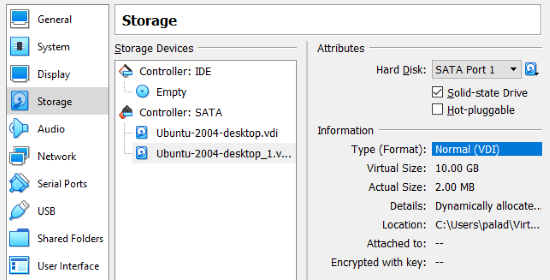 General
System
Display
Storage
Audio
Network
Serial Ports
USB
Shared Folders
User Interface
Storage
Storage Devices
Controller: IDE
Empty
Controller: SATA
Ubuntu-2004-desktop.vdi
Ubuntu-2004-desktop_1.v...
Attributes
Hard Disk: SATA Port 1
Solid-state Drive
Hot-pluggable
Information
Type (Format): Normal (VDI)
Virtual Size: 10.00 GB
Actual Size: 2.00 MB
Details: Dynamically allocate...
Location: C:\Users\palad\Virt...
Attached to: --
Encrypted with key: --